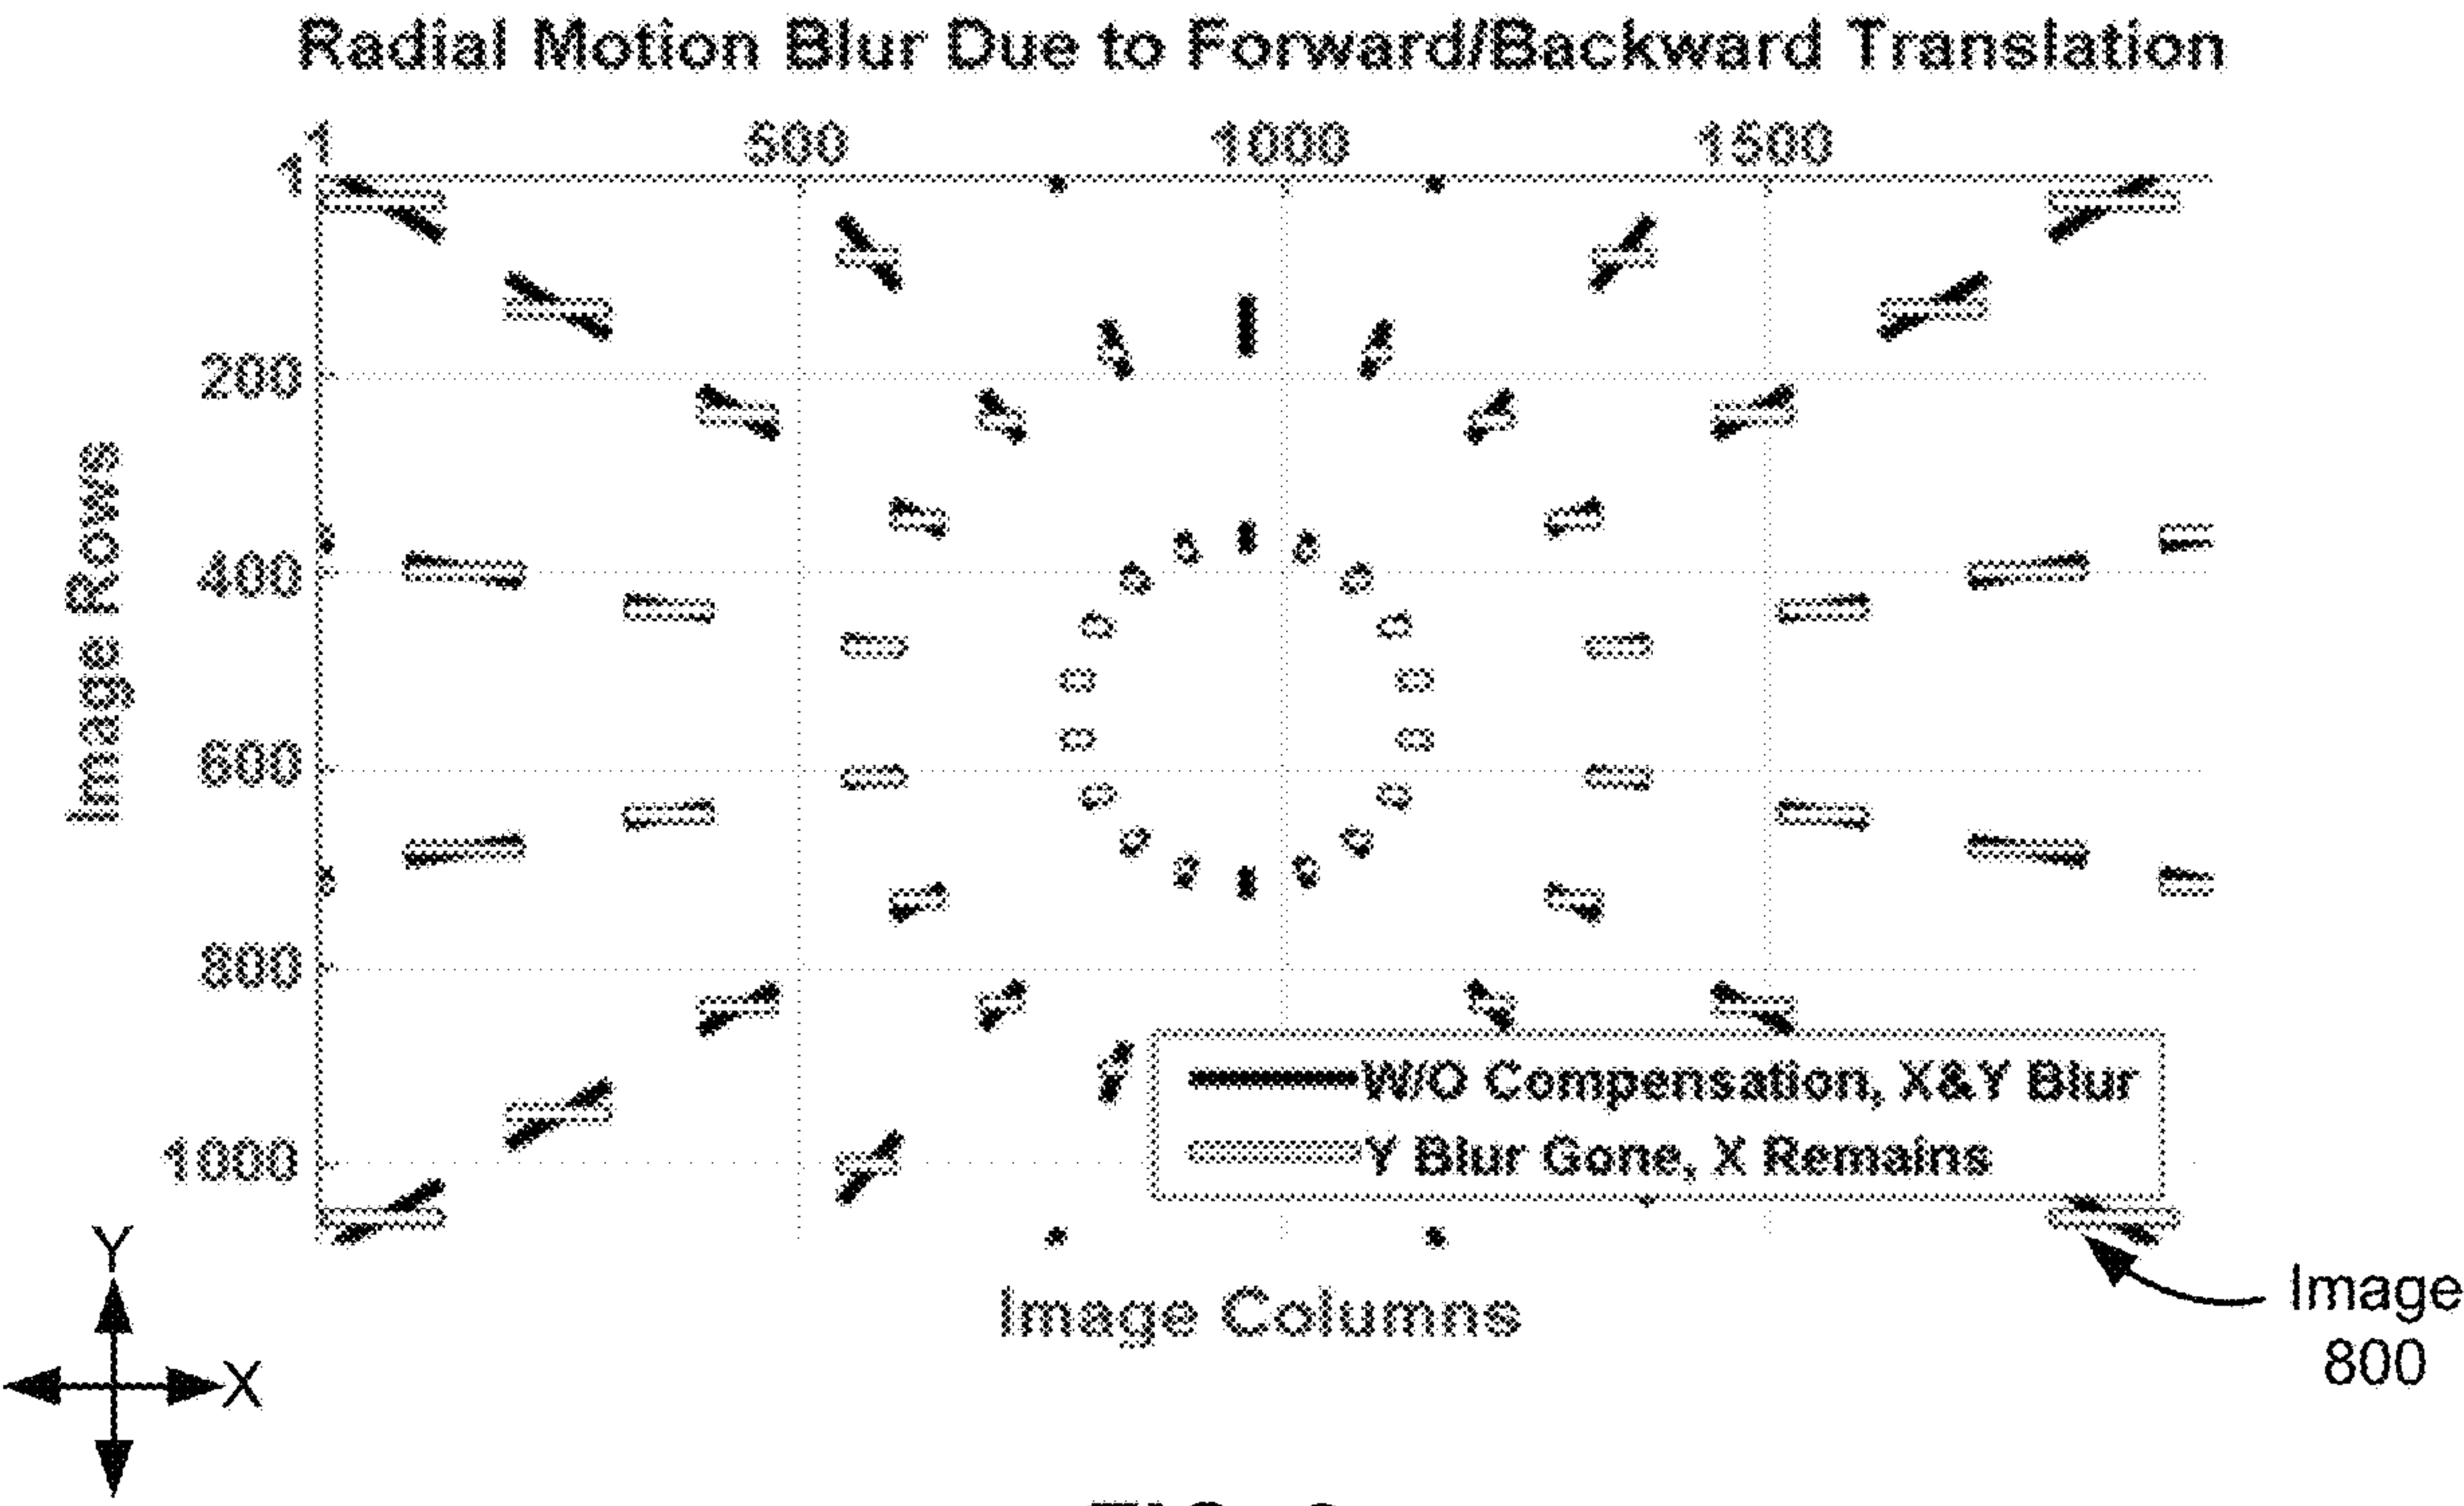 Radial Motion Blur Due to Forward/Backward Translation
1 500 1000 1500
1
200
400
600
800
1000
Image Rows
W/O Compensation, X&Y Blur
Y Blur Gone, X Remains
Image Columns
Y
X
Image
800